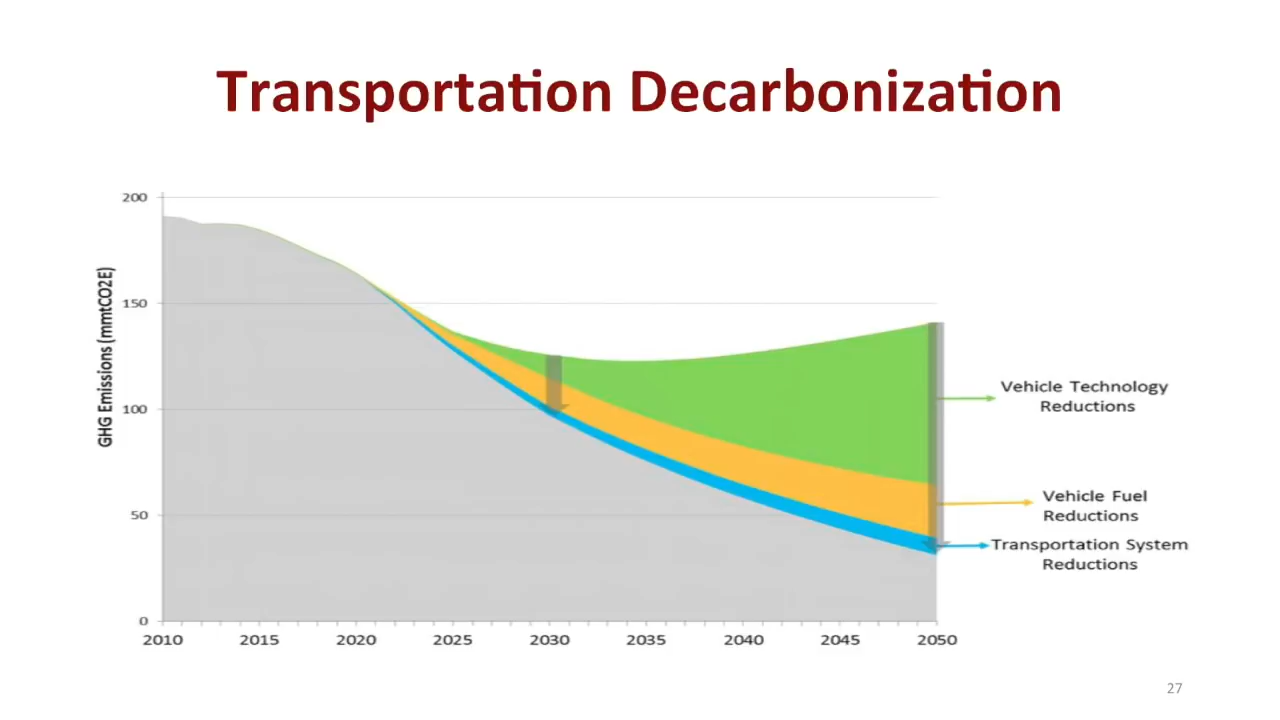 Transportation Decarbonization
200
150
100
50
0
GHG Emissions (mmtCO2E)
2010 2015 2020 2025 2030 2035 2040 2045 2050
Vehicle Technology
Reductions
Vehicle Fuel
Reductions
Transportation System
Reductions
27